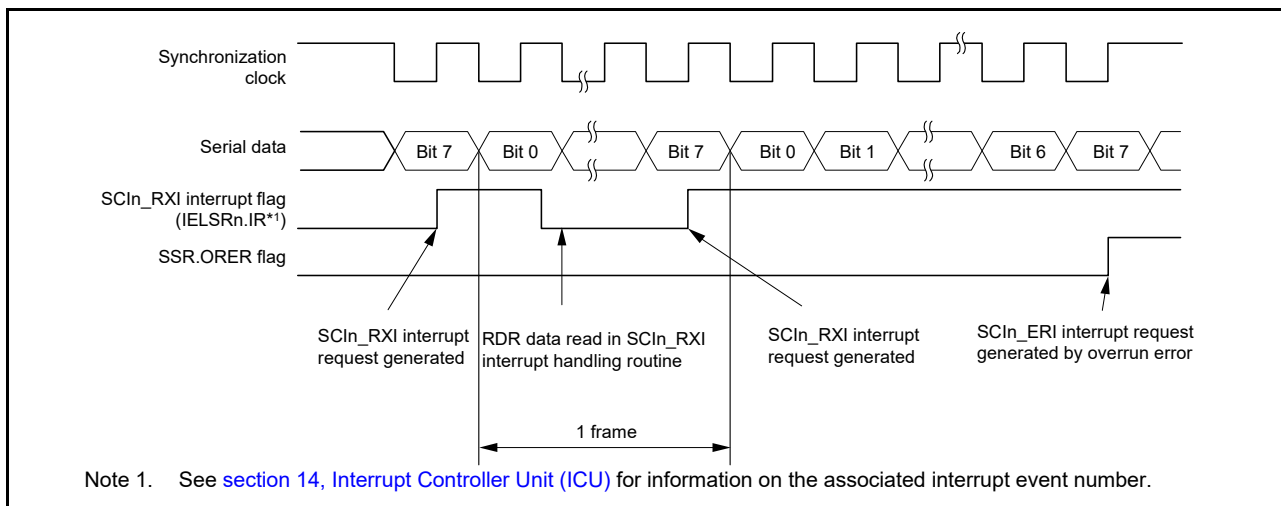 Synchronization
clock
Serial data
Bit 7 Bit 0 Bit 7 Bit 0 Bit 1 Bit 6 Bit 7
SCIn_RXI interrupt flag
(IELSRn.IR*1)
SSR.ORER flag
SCIn_RXI interrupt
request generated
RDR data read in SCIn_RXI
interrupt handling routine
SCIn_RXI interrupt
request generated
SCIn_ERI interrupt request
generated by overrun error
1 frame
Note 1. See section 14, Interrupt Controller Unit (ICU) for information on the associated interrupt event number.